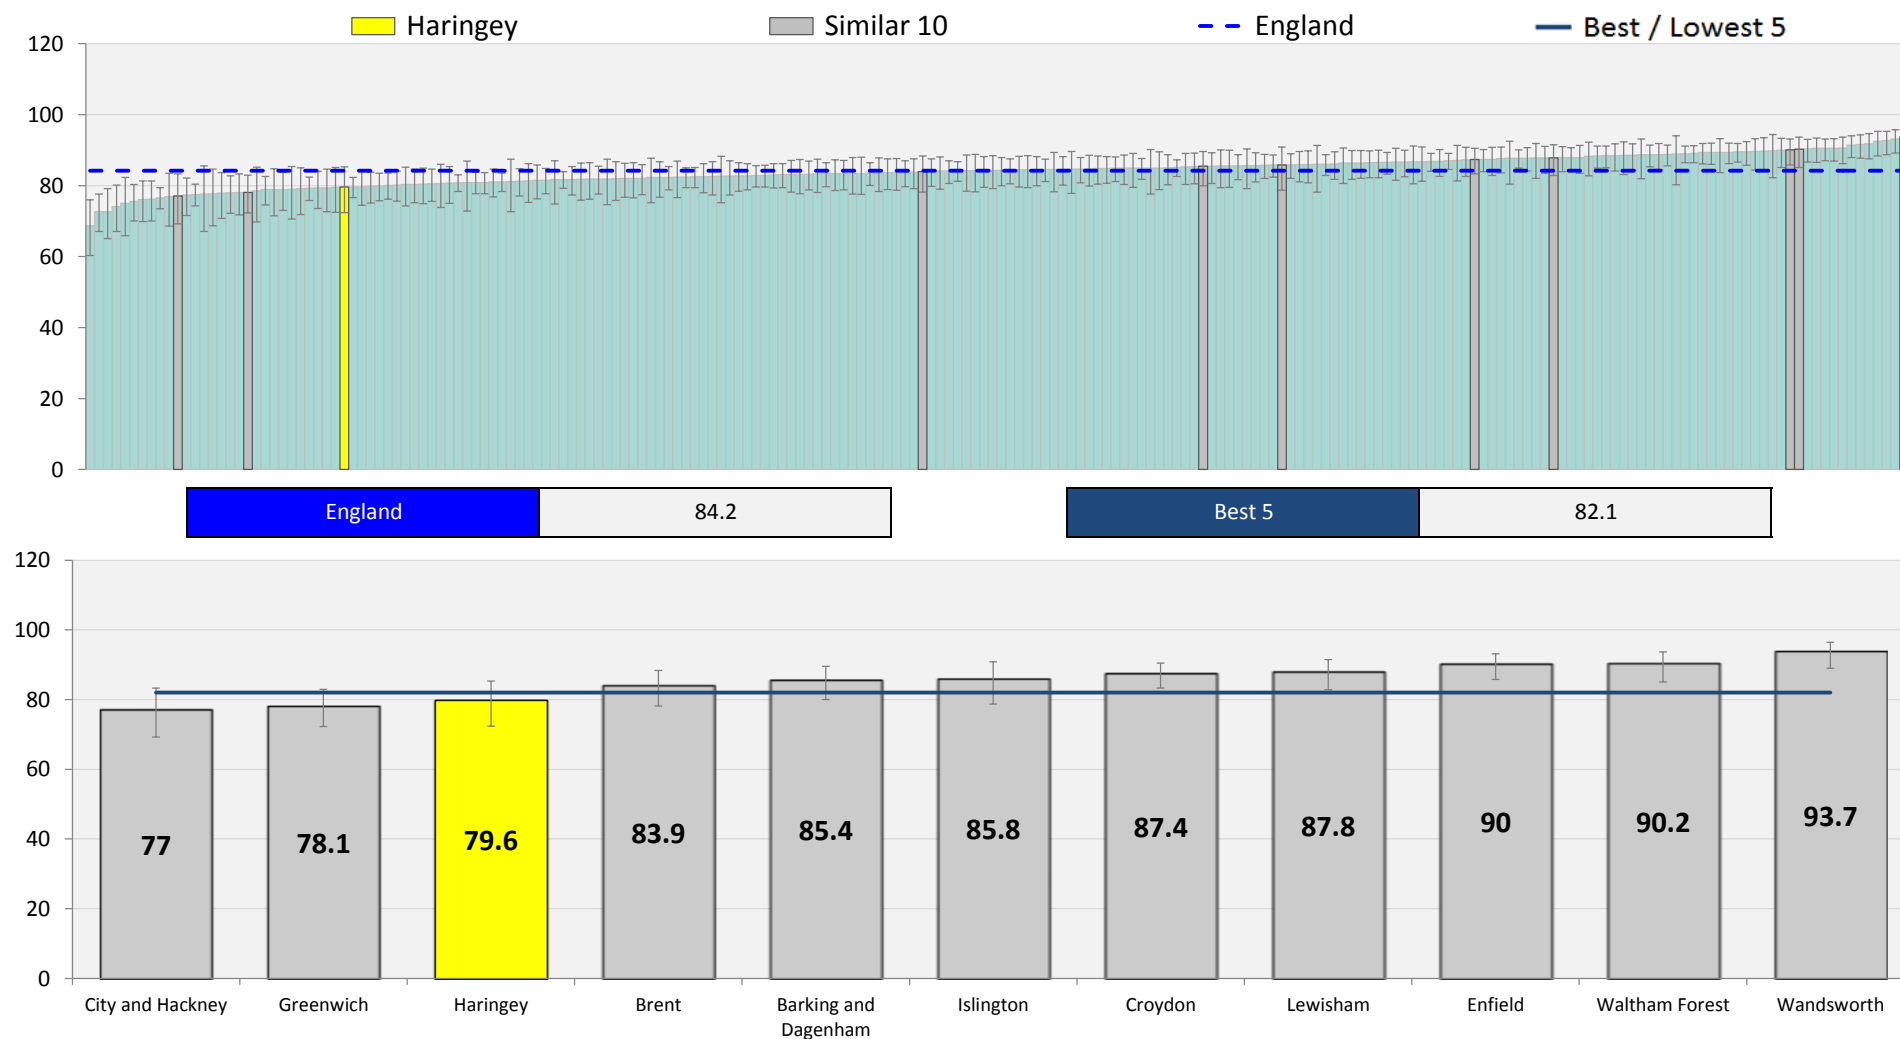 Haringey Similar 10 England Best / Lowest 5
120
100
80
60
40
20
0
England 84.2 Best 5 82.1
120
100
80
60
40
20
0
77 78.1 79.6 83.9 85.4 85.8 87.4 87.8 90 90.2 93.7
City and Hackney Greenwich Haringey Brent Barking and Islington Croydon Lewisham Enfield Waltham Forest Wandsworth
Dagenham